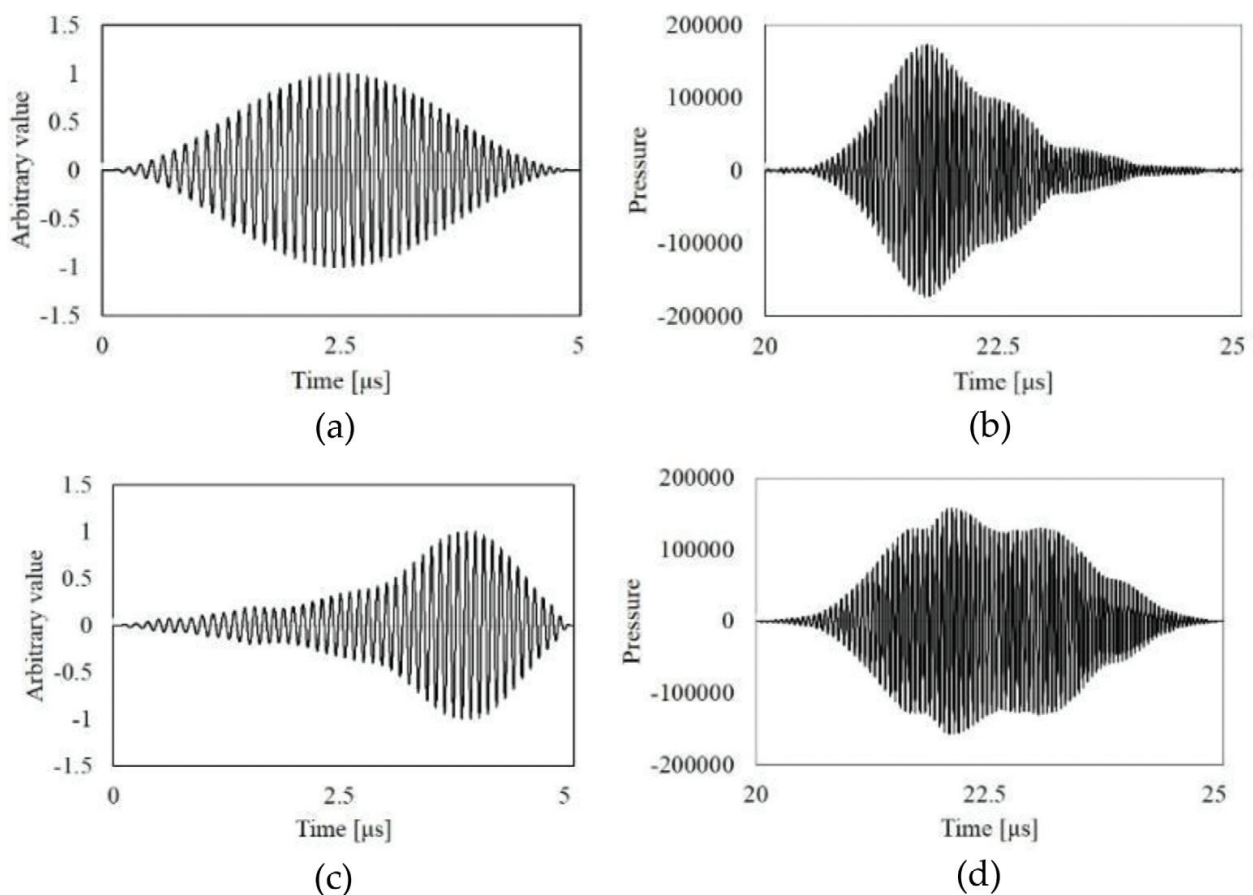 1.5
1
0.5
0
-0.5
-1
-1.5
Arbitrary value
0 2.5 5
Time [μs]
(a)
200000
100000
0
-100000
-200000
Pressure
20 22.5 25
Time [μs]
(b)
1.5
1
0.5
0
-0.5
-1
-1.5
Arbitrary value
0 2.5 5
Time [μs]
(c)
200000
100000
0
-100000
-200000
Pressure
20 22.5 25
Time [μs]
(d)